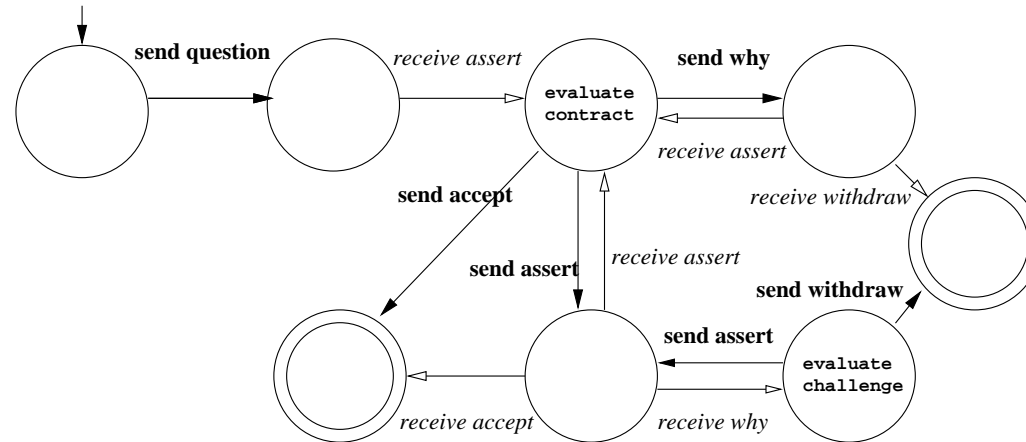 send question
receive assert
send why
evaluate
contract
receive assert
receive withdraw
send accept
send assert
receive assert
send withdraw
send assert
evaluate
challenge
receive accept
receive why